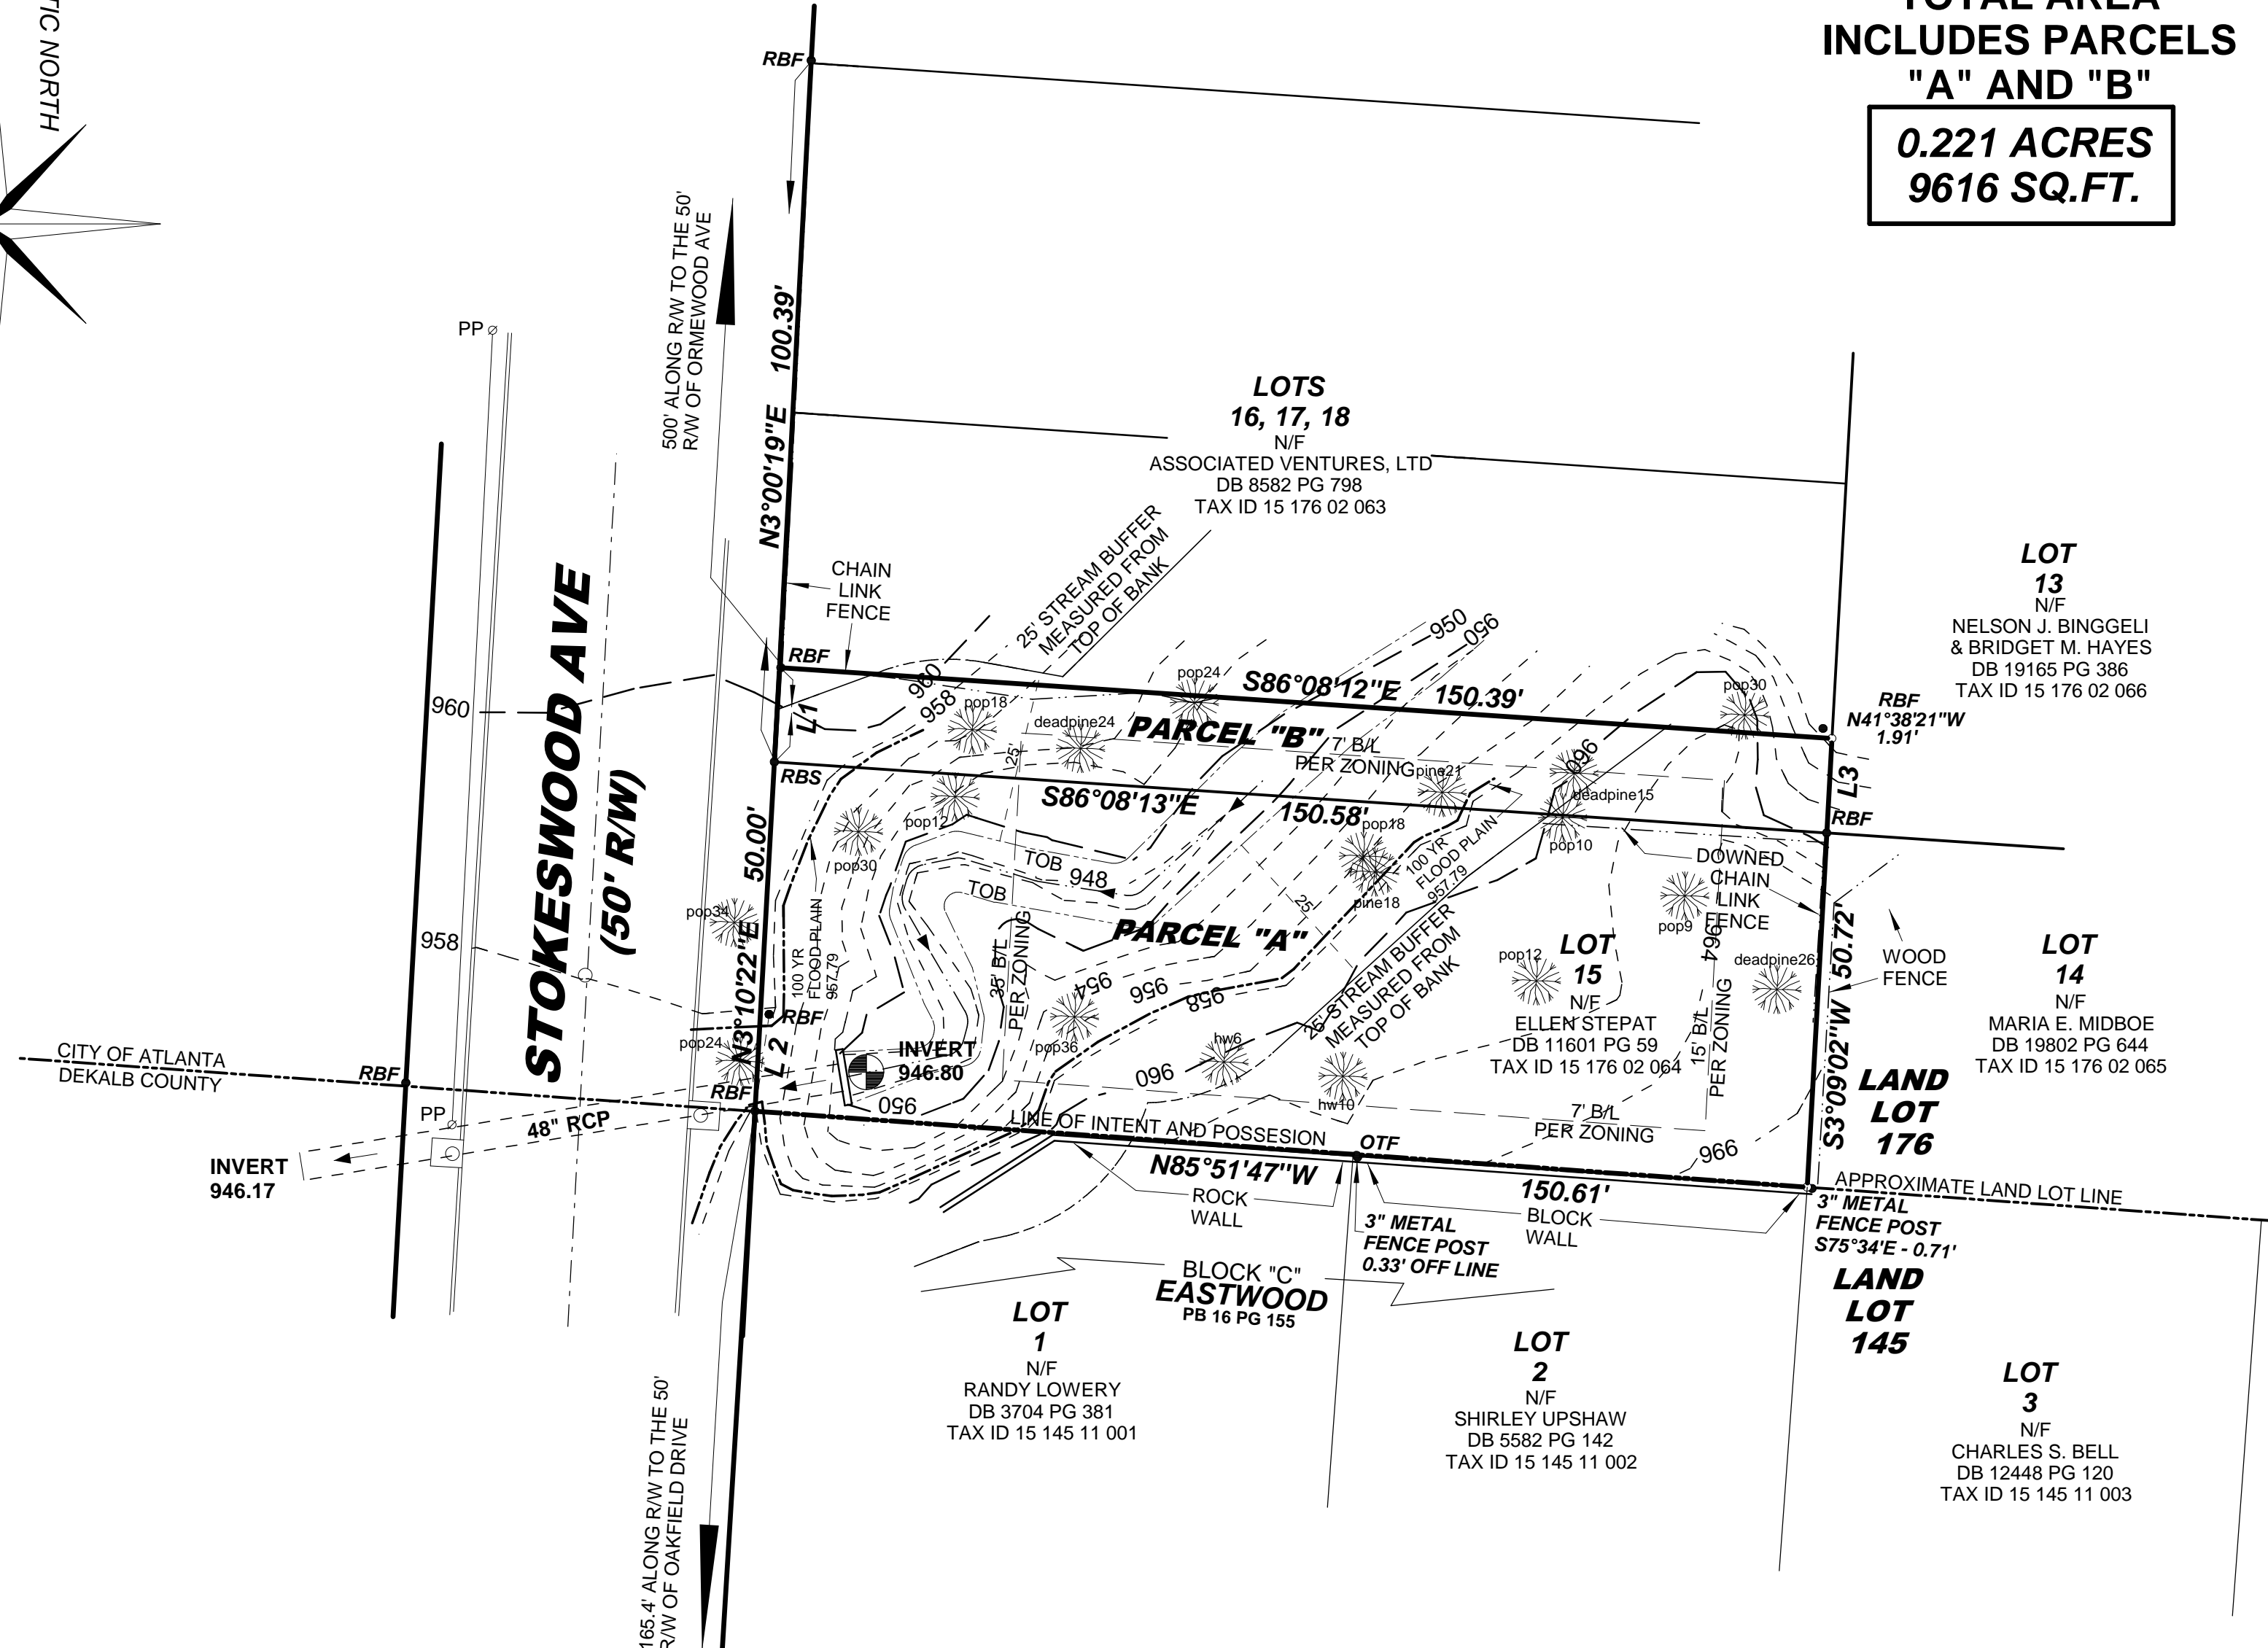 TIC NORTH
TOTAL AREA
INCLUDES PARCELS
"A" AND "B"
0.221 ACRES
9616 SQ.FT.
RBF
500' ALONG R/W TO THE 50'
R/W OF ORMEWOOD AVE
N3°00'19"E 100.39'
PP
LOTS
16, 17, 18
N/F
ASSOCIATED VENTURES, LTD
DB 8582 PG 798
TAX ID 15 176 02 063
25' STREAM BUFFER
MEASURED FROM
TOP OF BANK
CHAIN
LINK
FENCE
LOT
13
N/F
NELSON J. BINGGELI
& BRIDGET M. HAYES
DB 19165 PG 386
TAX ID 15 176 02 066
RBF
N41°38'21"W
1.91'
STOKESWOOD AVE
(50' R/W)
960
958
RBF
L1
960
958
pop18
deadpine24
pop24
S86°08'12"E 150.39'
950
950
pop30
PARCEL "B"
7' B/L
PER ZONING
pine21
960
deadpine15
L3
25'
RBS
S86°08'13"E 150.58'
RBF
pop12
pop30
pop18
pop10
100 YR
FLOOD PLAIN
957.79
DOWNED
CHAIN
LINK
FENCE
TOB
948
TOB
pine18
25'
50.00'
N3°10'22"E
pop34
100 YR
FLOOD PLAIN
957.79
35' B/L
PER ZONING
PARCEL "A"
954
956
958
25' STREAM BUFFER
MEASURED FROM
TOP OF BANK
pop12
LOT
15
N/F
ELLEN STEPAT
DB 11601 PG 59
TAX ID 15 176 02 064
pop9
964
deadpine26
15' B/L
PER ZONING
S3°09'02"W 50.72'
WOOD
FENCE
LOT
14
N/F
MARIA E. MIDBOE
DB 19802 PG 644
TAX ID 15 176 02 065
RBF
pop24
L 2
INVERT
946.80
pop36
hw6
960
hw10
950
CITY OF ATLANTA
DEKALB COUNTY
RBF
RBF
PP
48" RCP
INVERT
946.17
LINE OF INTENT AND POSSESION
OTF
7' B/L
PER ZONING
966
N85°51'47"W 150.61'
ROCK
WALL
BLOCK
WALL
3" METAL
FENCE POST
0.33' OFF LINE
LAND
LOT
176
APPROXIMATE LAND LOT LINE
3" METAL
FENCE POST
S75°34'E - 0.71'
LAND
LOT
145
BLOCK "C"
EASTWOOD
PB 16 PG 155
LOT
1
N/F
RANDY LOWERY
DB 3704 PG 381
TAX ID 15 145 11 001
LOT
2
N/F
SHIRLEY UPSHAW
DB 5582 PG 142
TAX ID 15 145 11 002
LOT
3
N/F
CHARLES S. BELL
DB 12448 PG 120
TAX ID 15 145 11 003
165.4' ALONG R/W TO THE 50'
R/W OF OAKFIELD DRIVE